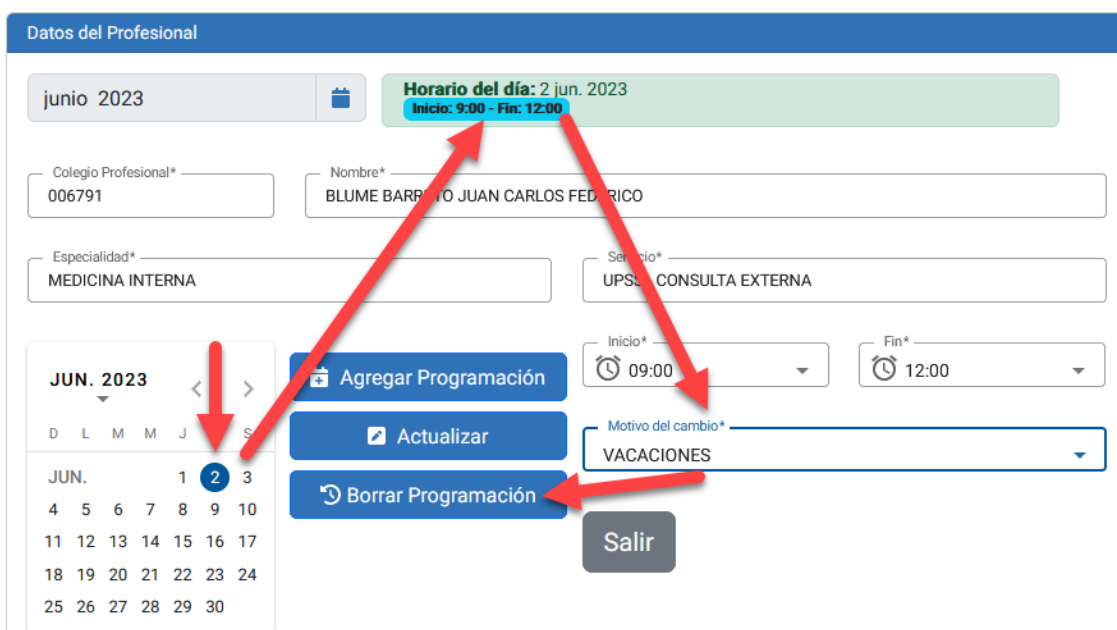 Datos del Profesional
junio 2023
Horario del día: 2 jun. 2023
Inicio: 9:00 - Fin: 12:00
Colegio Profesional*
006791
Nombre*
BLUME JUAN CARLOS
Especialidad*
MEDICINA INTERNA
Servicio*
CONSULTA EXTERNA
JUN. 2023
D L M M J S
JUN. 1 2 3
4 5 6 7 8 9 10
11 12 13 14 15 16 17
18 19 20 21 22 23 24
25 26 27 28 29 30
Agregar Programación
Actualizar
Borrar Programación
Inicio*
09:00
Fin*
12:00
Motivo del cambio*
VACACIONES
Salir